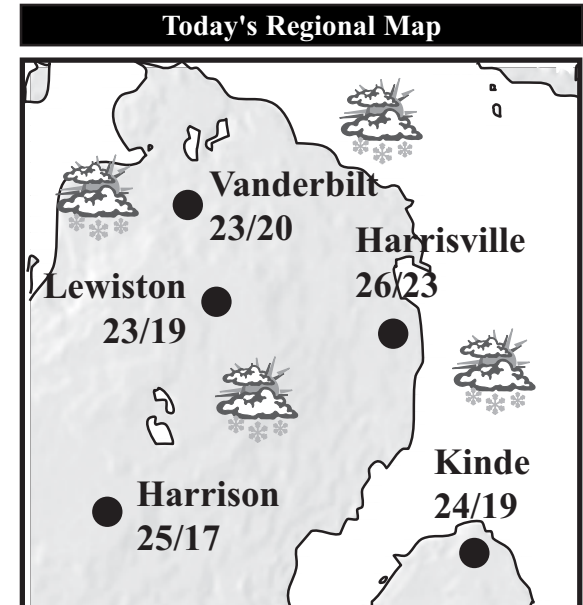 Today's Regional Map
Vanderbilt
23/20
Harrisville
26/23
Lewiston
23/19
Kinde
24/19
Harrison
25/17